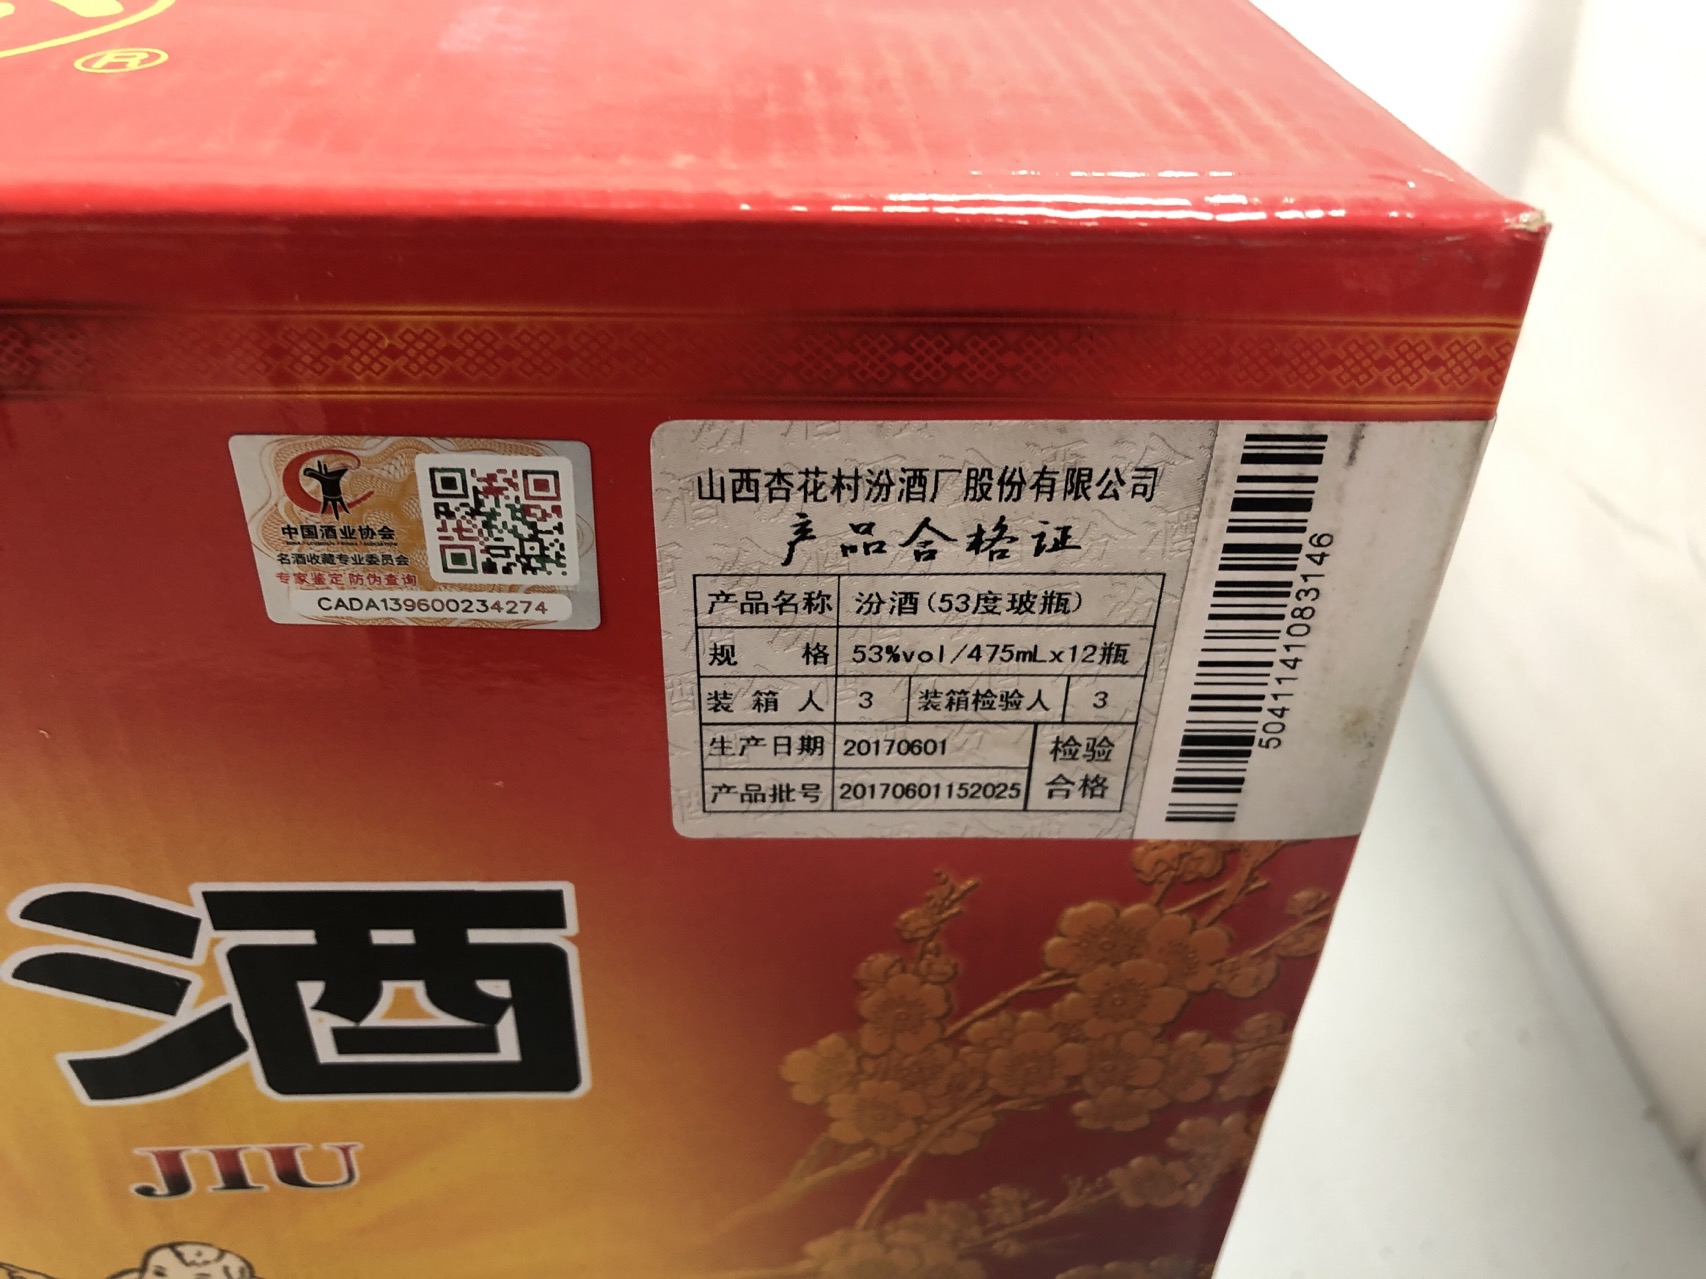 ®
中国酒业协会
名酒收藏专业委员会
专家鉴定 防伪查询
CADA139600234274
山西杏花村汾酒厂股份有限公司
产品合格证
产品名称 汾酒(53度玻瓶)
规格 53%vol/475mLx12瓶
装箱人 3 装箱检验人 3
生产日期 20170601 检验
产品批号 20170601152025 合格
504114108314​6
酒
JIU